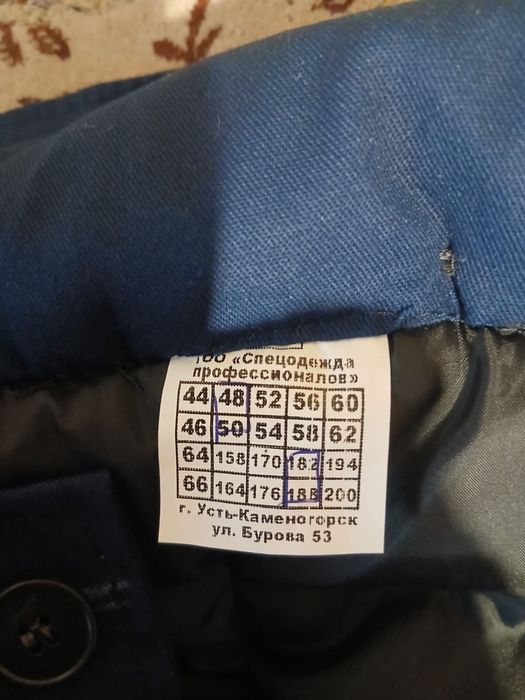 ТОО «Спецодежда
профессионалов»
44 48 52 56 60
46 50 54 58 62
64 158 170 182 194
66 164 176 188 200
г. Усть-Каменогорск
ул. Бурова 53